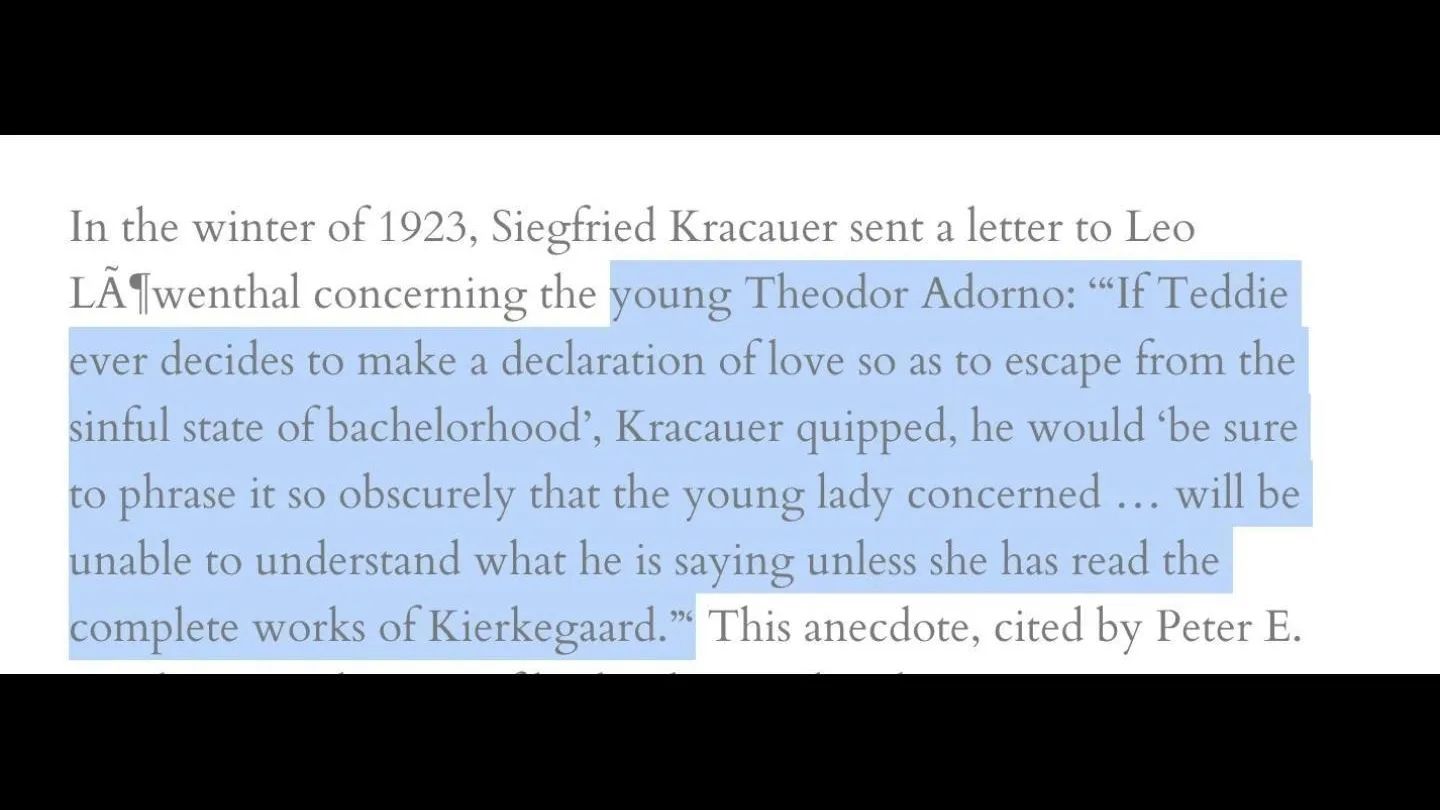 In the winter of 1923, Siegfried Kracauer sent a letter to Leo
LÃ¶wenthal concerning the young Theodor Adorno: “‘If Teddie
ever decides to make a declaration of love so as to escape from the
sinful state of bachelorhood’, Kracauer quipped, he would ‘be sure
to phrase it so obscurely that the young lady concerned … will be
unable to understand what he is saying unless she has read the
complete works of Kierkegaard.”‘ This anecdote, cited by Peter E.